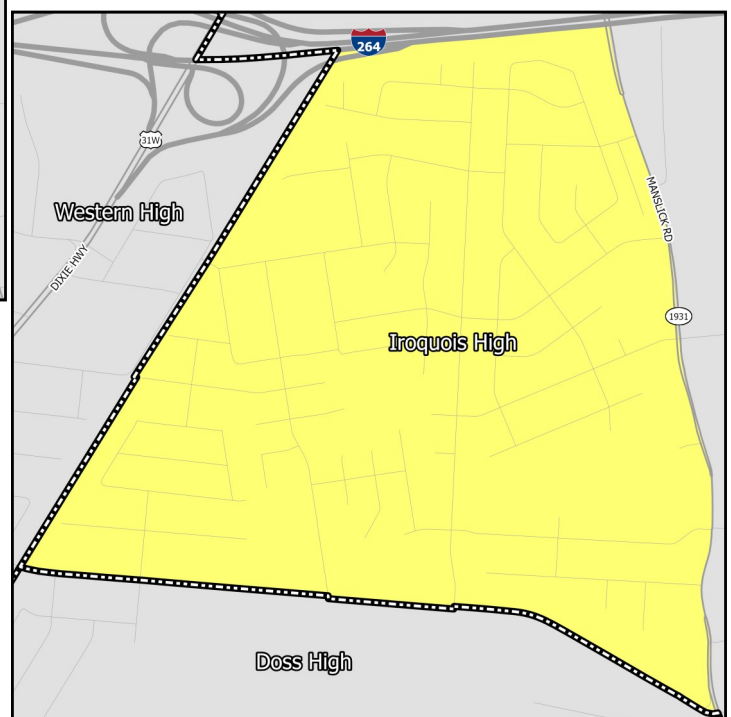 264
31W
Western High
DIXIE HWY
MANSLICK RD
1931
Iroquois High
Doss High